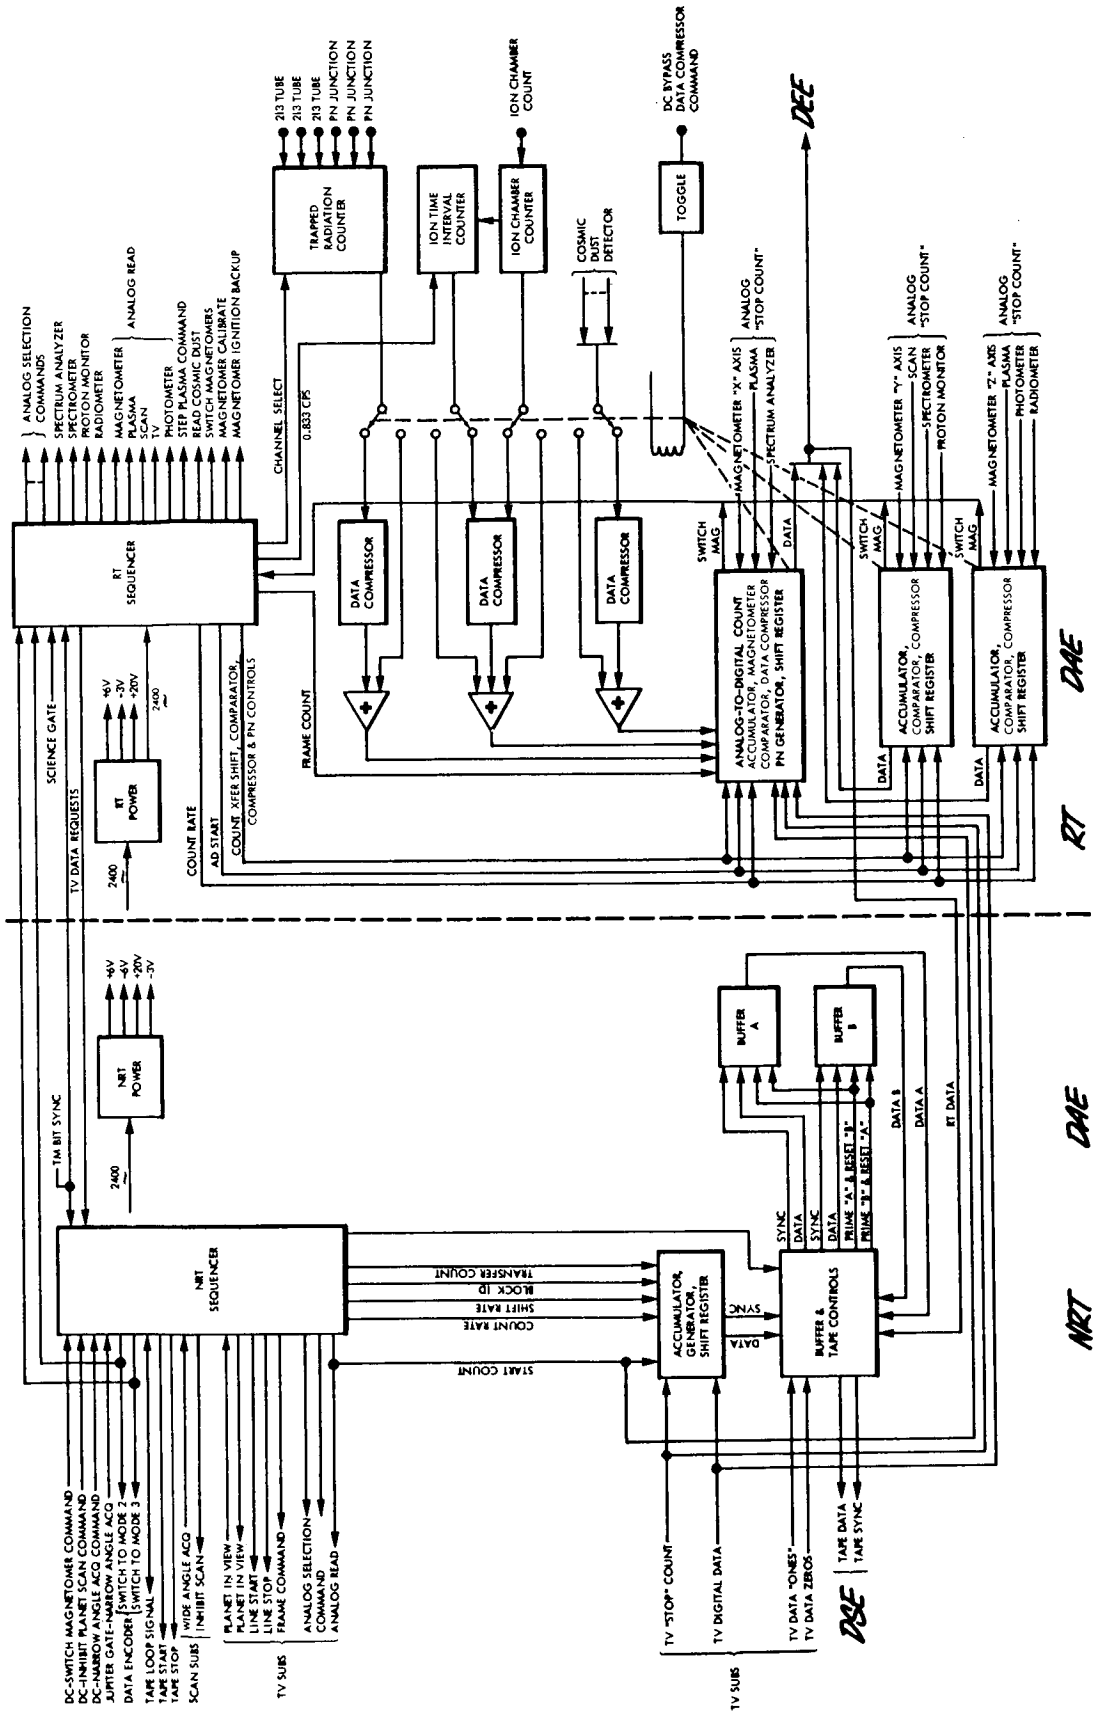 DC-SWITCH MAGNETOMER COMMAND
DC-INHIBIT PLANET SCAN COMMAND
DC-NARROW ANGLE ACQ COMMAND
JUPITER GATE-NARROW ANGLE ACQ
DATA ENCODER
SWITCH TO MODE 2
SWITCH TO MODE 3
TAPE LOOP SIGNAL
TAPE START
TAPE STOP
SCAN SUBS
WIDE ANGLE ACQ
INHIBIT SCAN
PLANET IN VIEW
PLANET IN VIEW
LINE START
LINE STOP
FRAME COMMAND
TV SUBS
ANALOG SELECTION
COMMAND
ANALOG READ
NRT
SEQUENCER
TM BIT SYNC
2400
~
NRT
POWER
+6V
-6V
+20V
-3V
START COUNT
COUNT RATE
SHIFT RATE
BLOCK ID
TRANSFER COUNT
TV SUBS
TV "STOP" COUNT
TV DIGITAL DATA
TV DATA "ONES"
TV DATA ZEROS
ACCUMULATOR,
GENERATOR,
SHIFT REGISTER
DATA
SYNC
BUFFER &
TAPE CONTROLS
DSE
TAPE DATA
TAPE SYNC
SYNC
DATA
SYNC
DATA
PRIME "A" & RESET "B"
PRIME "B" & RESET "A"
BUFFER
A
BUFFER
B
DATA B
DATA A
RT DATA
NRT DAE
SCIENCE GATE
TV DATA REQUESTS
2400
~
RT
POWER
+6V
-3V
+20V
2400
~
COUNT RATE
AD START
COUNT, XFER SHIFT, COMPARATOR,
COMPRESSOR & PN CONTROLS
RT
SEQUENCER
ANALOG SELECTION
COMMANDS
SPECTRUM ANALYZER
SPECTROMETER
PROTON MONITOR
RADIOMETER
MAGNETOMETER
PLASMA
SCAN
TV
PHOTOMETER
ANALOG READ
STEP PLASMA COMMAND
READ COSMIC DUST
SWITCH MAGNETOMERS
MAGNETOMER CALIBRATE
MAGNETOMER IGNITION BACKUP
CHANNEL SELECT
0.833 CPS
FRAME COUNT
213 TUBE
213 TUBE
213 TUBE
PN JUNCTION
PN JUNCTION
PN JUNCTION
TRAPPED
RADIATION
COUNTER
ION TIME
INTERVAL
COUNTER
ION CHAMBER
COUNTER
ION CHAMBER
COUNT
COSMIC
DUST
DETECTOR
DATA
COMPRESSOR
DATA
COMPRESSOR
DATA
COMPRESSOR
+
+
+
TOGGLE
DC BYPASS
DATA COMPRESSOR
COMMAND
SWITCH
MAG
MAGNETOMETER "X" AXIS
PLASMA
SPECTRUM ANALYZER
ANALOG
"STOP COUNT"
DATA
ANALOG-TO-DIGITAL COUNT
ACCUMULATOR, MAGNETOMETER
COMPARATOR, DATA COMPRESSOR
PN GENERATOR, SHIFT REGISTER
DEE
SWITCH
MAG
MAGNETOMETER "Y" AXIS
SCAN
SPECTROMETER
PROTON MONITOR
ANALOG
"STOP COUNT"
ACCUMULATOR,
COMPARATOR, COMPRESSOR
SHIFT REGISTER
DATA
SWITCH
MAG
MAGNETOMETER "Z" AXIS
PLASMA
PHOTOMETER
RADIOMETER
ANALOG
"STOP COUNT"
ACCUMULATOR,
COMPARATOR, COMPRESSOR
SHIFT REGISTER
DATA
RT DAE